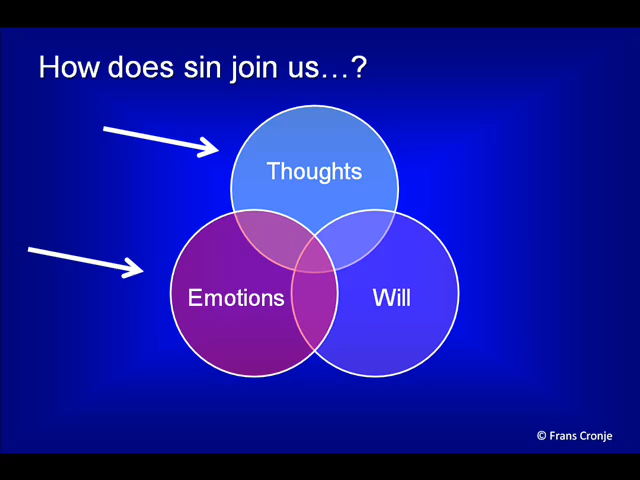 How does sin join us…?
Thoughts
Emotions
Will
© Frans Cronje